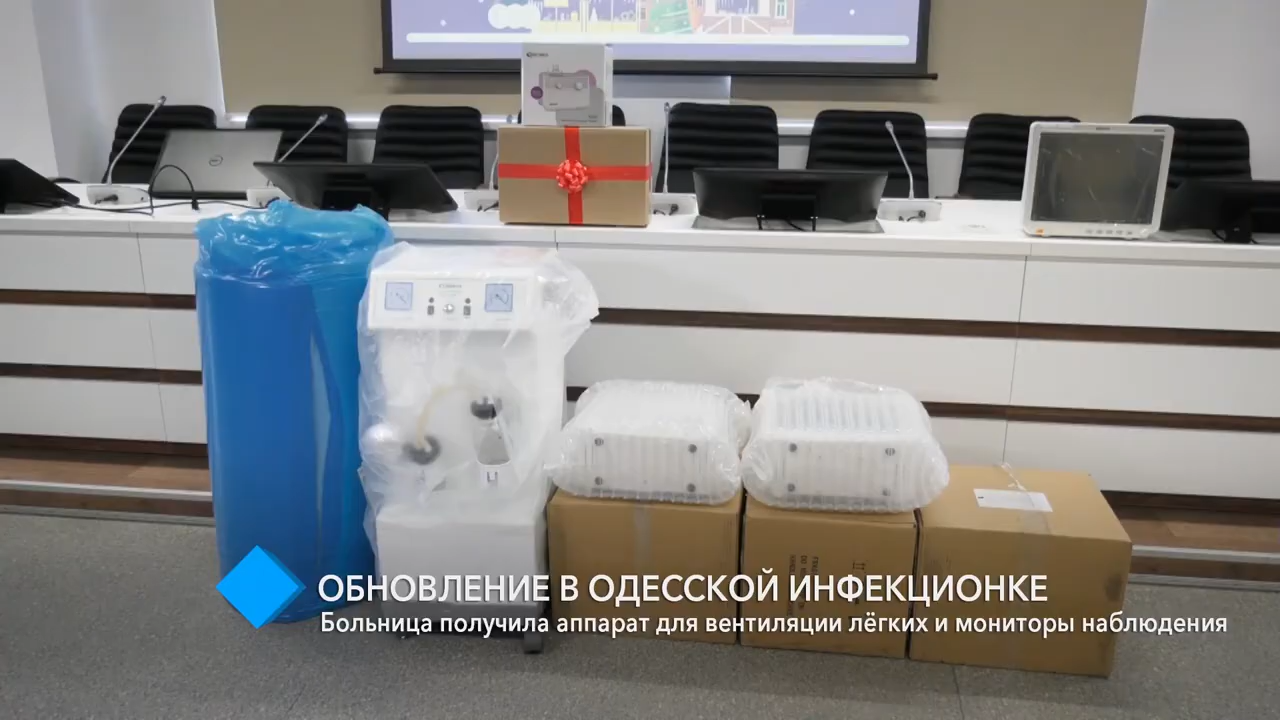 ОБНОВЛЕНИЕ В ОДЕССКОЙ ИНФЕКЦИОНКЕ
Больница получила аппарат для вентиляции лёгких и мониторы наблюдения